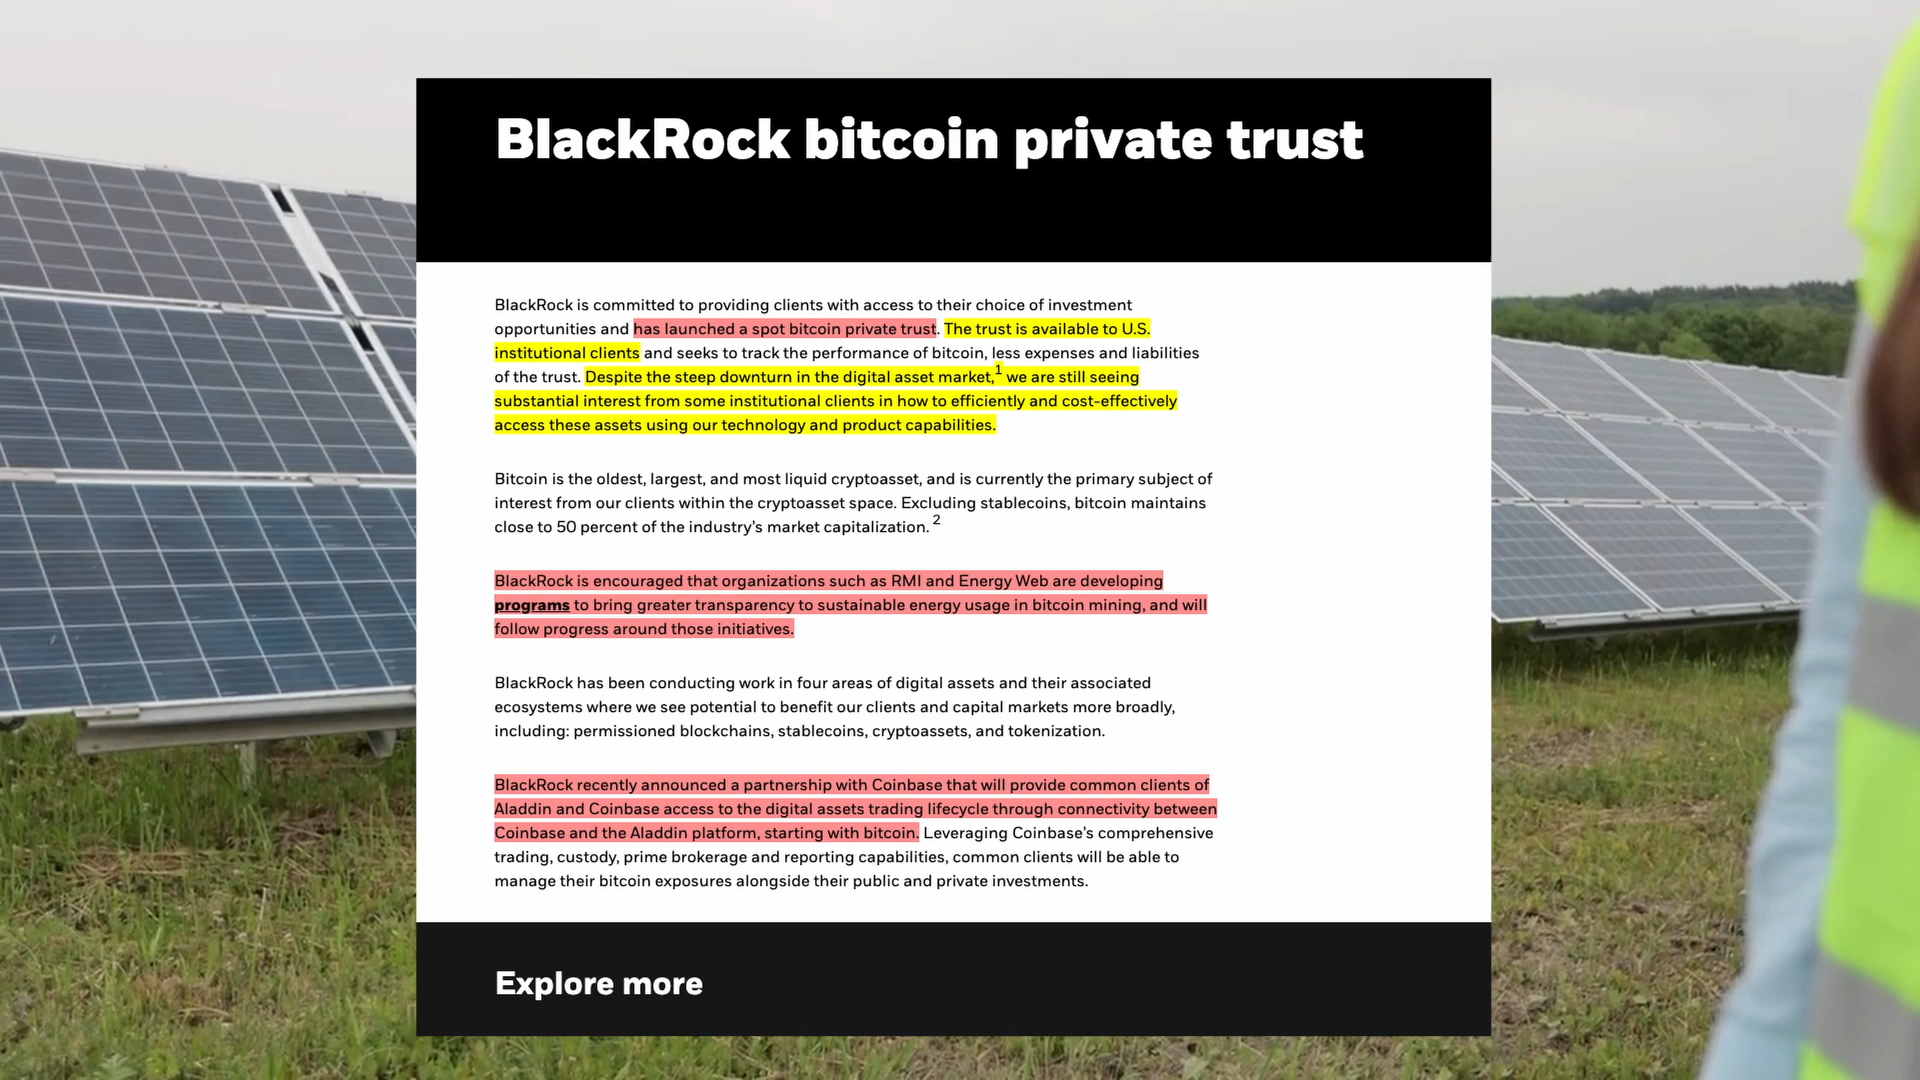 BlackRock bitcoin private trust
BlackRock is committed to providing clients with access to their choice of investment
opportunities and has launched a spot bitcoin private trust. The trust is available to U.S.
institutional clients and seeks to track the performance of bitcoin, less expenses and liabilities
of the trust. Despite the steep downturn in the digital asset market,1 we are still seeing
substantial interest from some institutional clients in how to efficiently and cost-effectively
access these assets using our technology and product capabilities.
Bitcoin is the oldest, largest, and most liquid cryptoasset, and is currently the primary subject of
interest from our clients within the cryptoasset space. Excluding stablecoins, bitcoin maintains
close to 50 percent of the industry’s market capitalization. 2
BlackRock is encouraged that organizations such as RMI and Energy Web are developing
programs to bring greater transparency to sustainable energy usage in bitcoin mining, and will
follow progress around those initiatives.
BlackRock has been conducting work in four areas of digital assets and their associated
ecosystems where we see potential to benefit our clients and capital markets more broadly,
including: permissioned blockchains, stablecoins, cryptoassets, and tokenization.
BlackRock recently announced a partnership with Coinbase that will provide common clients of
Aladdin and Coinbase access to the digital assets trading lifecycle through connectivity between
Coinbase and the Aladdin platform, starting with bitcoin. Leveraging Coinbase’s comprehensive
trading, custody, prime brokerage and reporting capabilities, common clients will be able to
manage their bitcoin exposures alongside their public and private investments.
Explore more